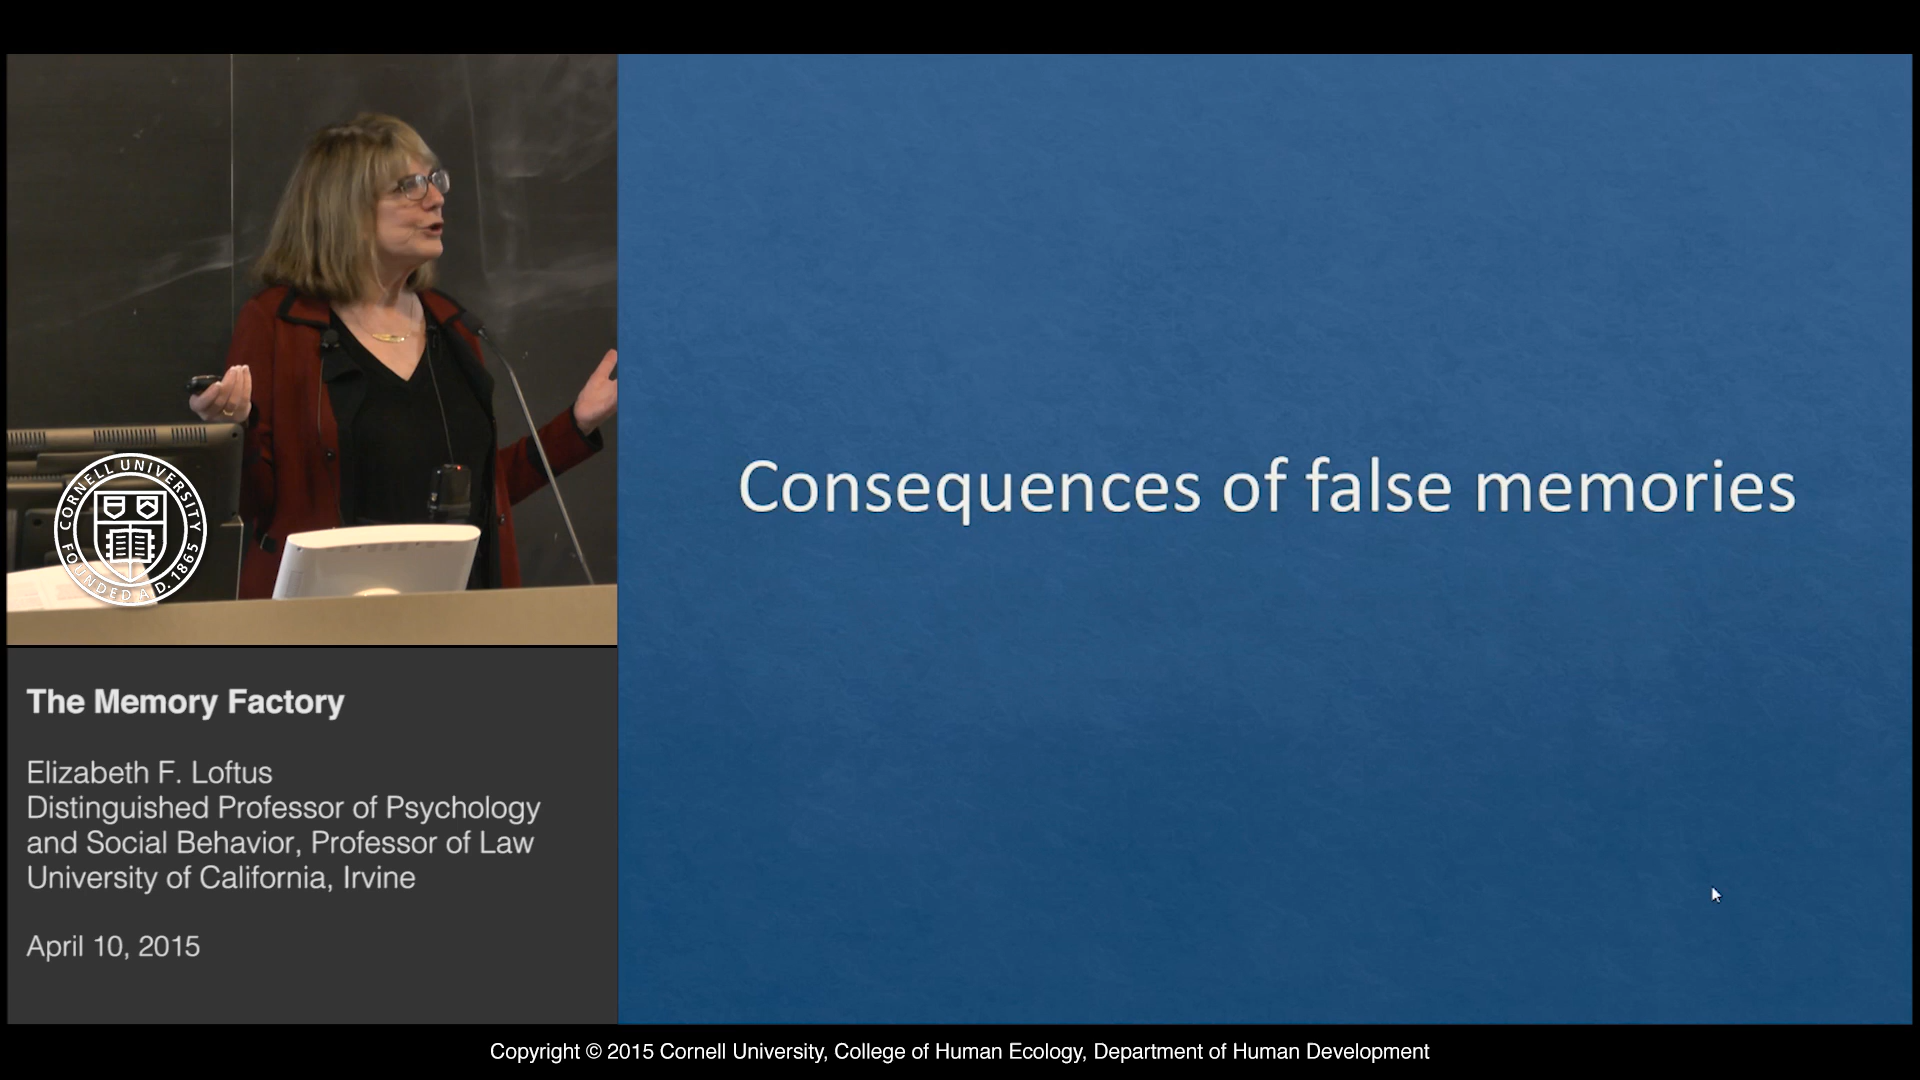 Consequences of false memories
CORNELL UNIVERSITY
FOUNDED A.D. 1865
The Memory Factory
Elizabeth F. Loftus
Distinguished Professor of Psychology
and Social Behavior, Professor of Law
University of California, Irvine
April 10, 2015
Copyright © 2015 Cornell University, College of Human Ecology, Department of Human Development